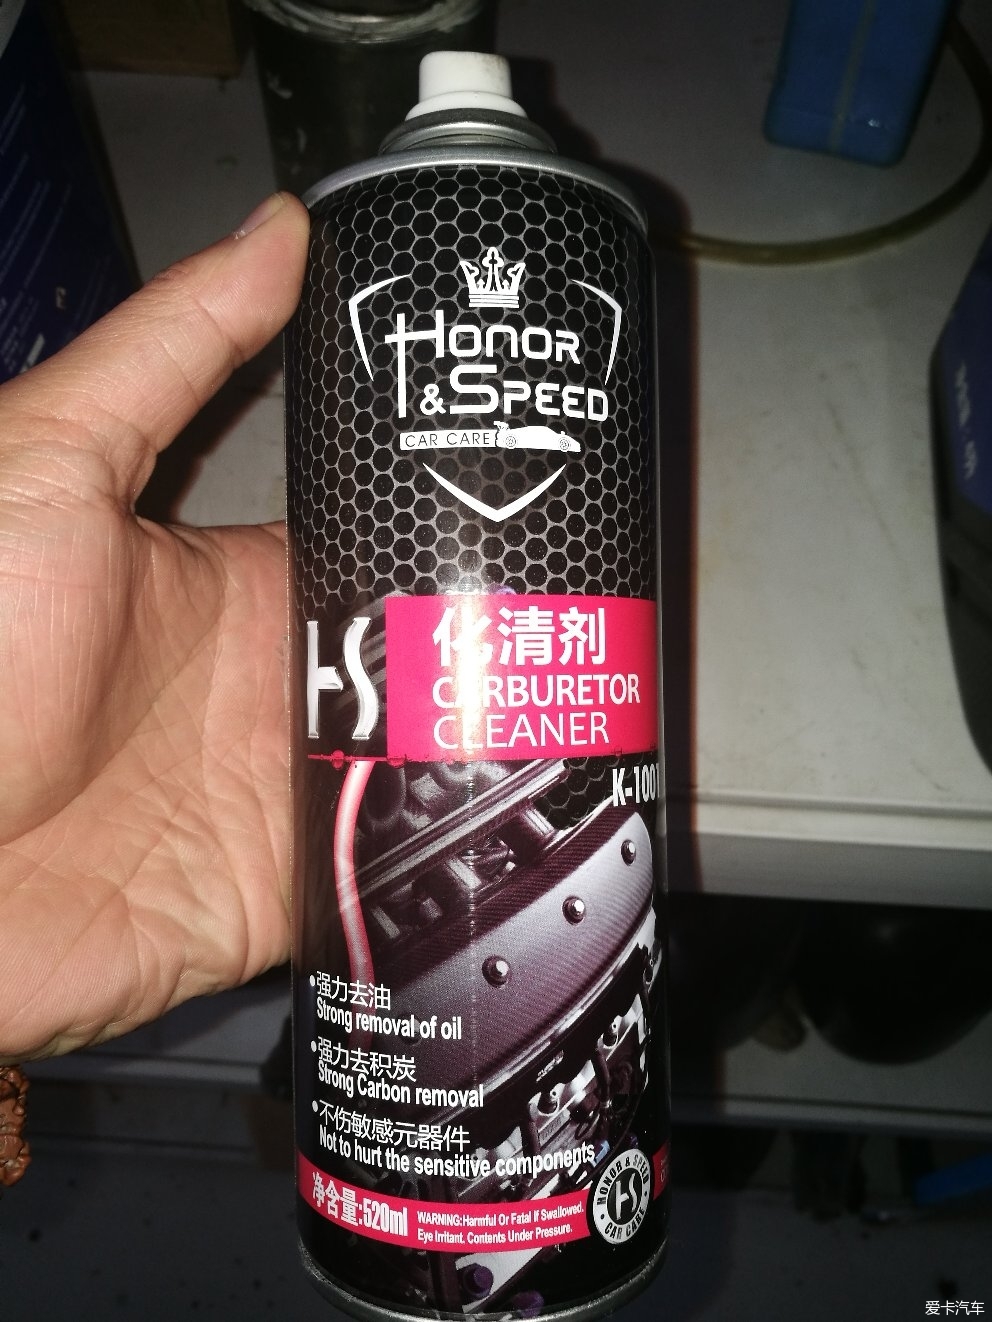 HONOR
&SPEED
CAR CARE
HS
化清剂
CARBURETOR
CLEANER
K-1001
•强力去油
Strong removal of oil
•强力去积炭
Strong Carbon removal
•不伤敏感元器件
Not to hurt the sensitive components
净含量:520ml
WARNING:Harmful Or Fatal If Swallowed.
Eye Irritant. Contents Under Pressure.
HONOR & SPEED
HS
• CAR CARE •
爱卡汽车